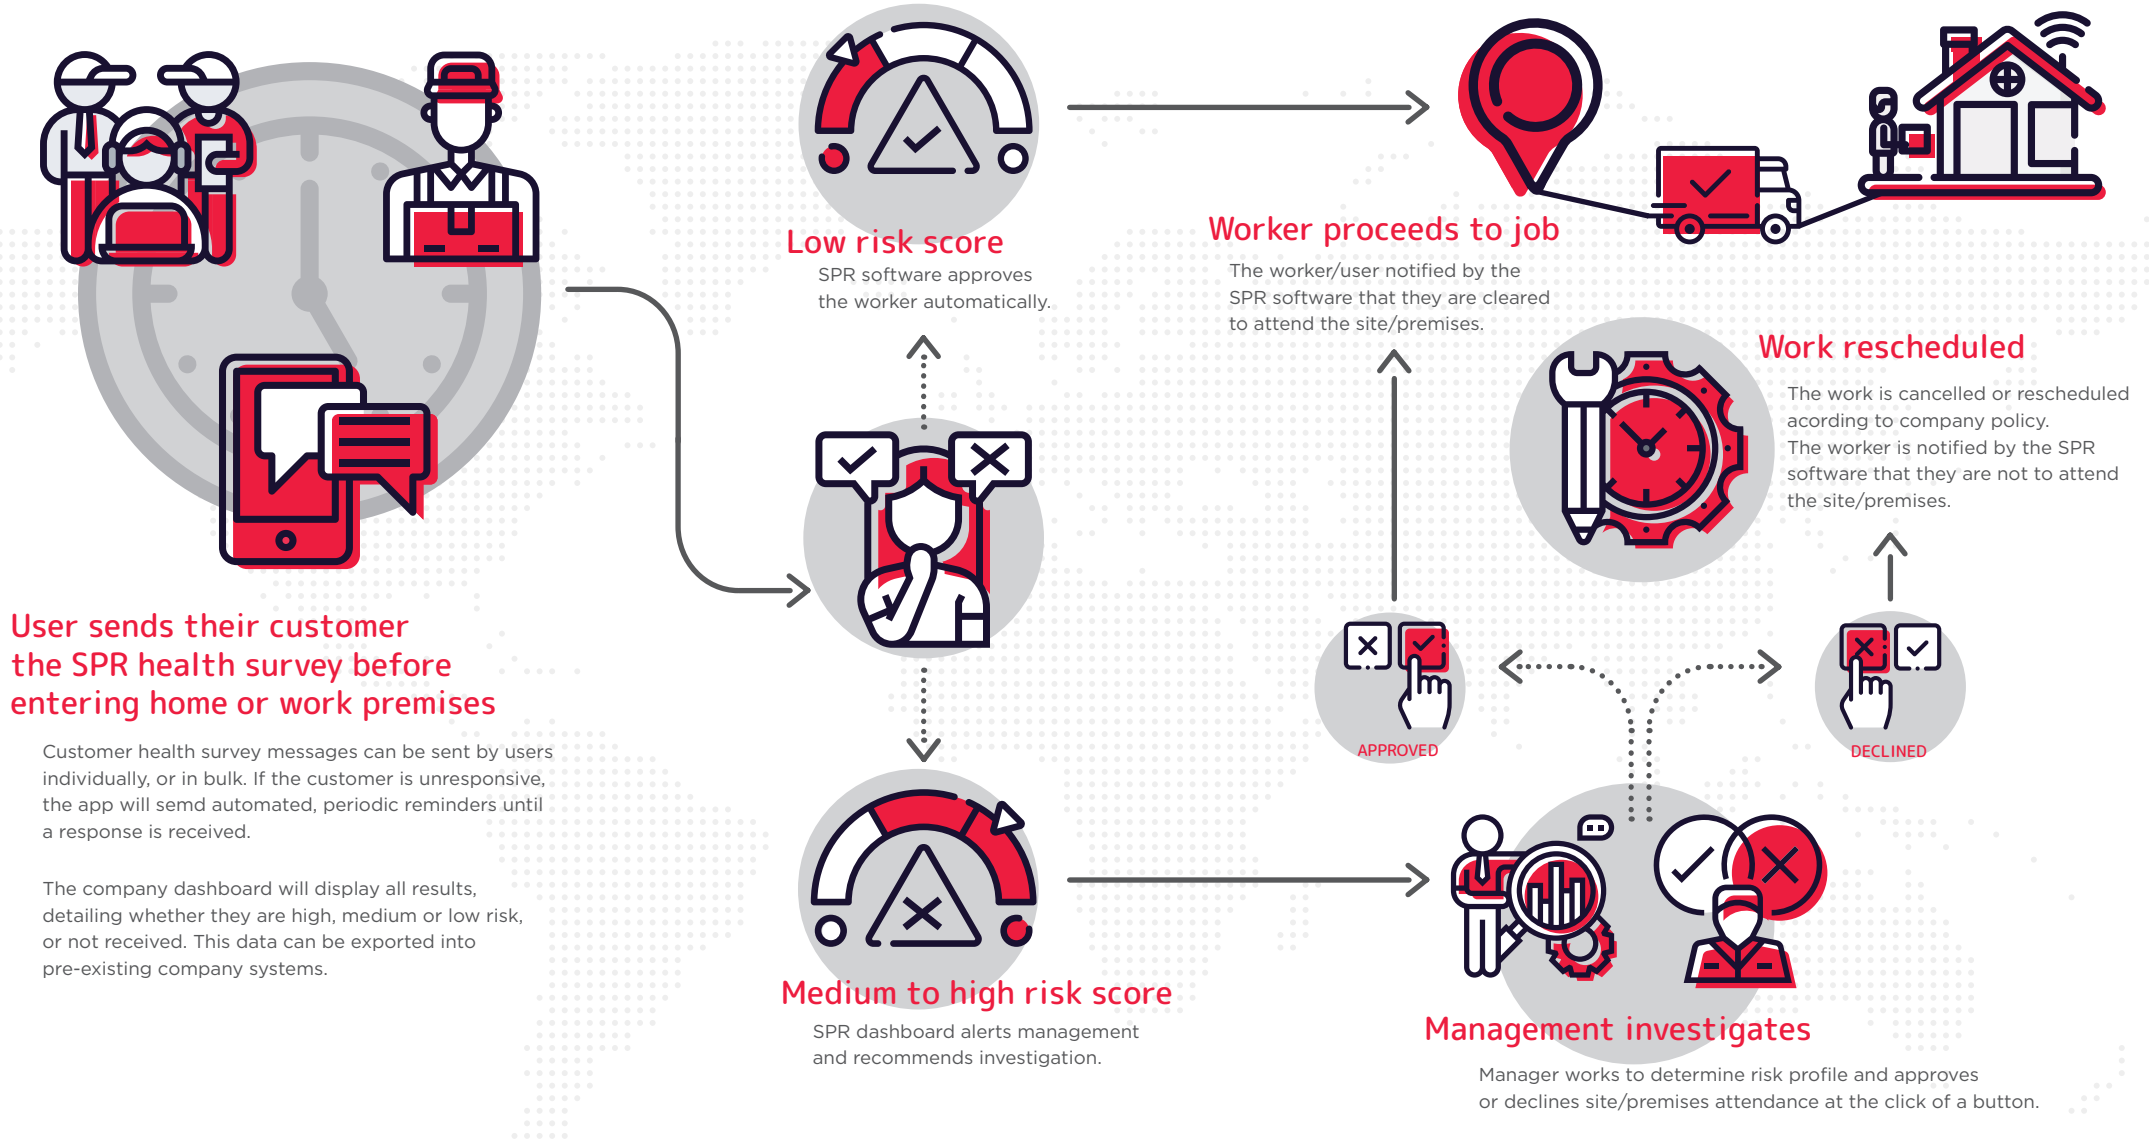 User sends their customer
the SPR health survey before
entering home or work premises
Customer health survey messages can be sent by users
individually, or in bulk. If the customer is unresponsive,
the app will semd automated, periodic reminders until
a response is received.
The company dashboard will display all results,
detailing whether they are high, medium or low risk,
or not received. This data can be exported into
pre-existing company systems.
Low risk score
SPR software approves
the worker automatically.
Worker proceeds to job
The worker/user notified by the
SPR software that they are cleared
to attend the site/premises.
Work rescheduled
The work is cancelled or rescheduled
acording to company policy.
The worker is notified by the SPR
software that they are not to attend
the site/premises.
APPROVED
DECLINED
Medium to high risk score
SPR dashboard alerts management
and recommends investigation.
Management investigates
Manager works to determine risk profile and approves
or declines site/premises attendance at the click of a button.